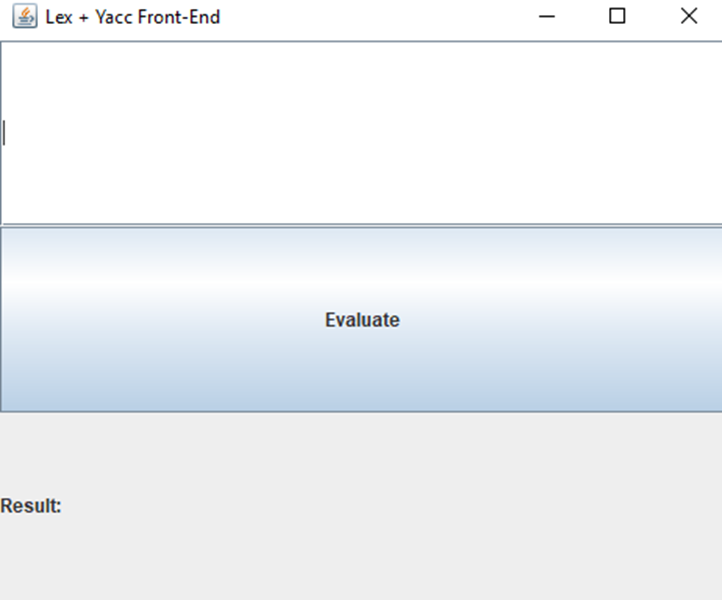 Lex + Yacc Front-End
Evaluate
Result: